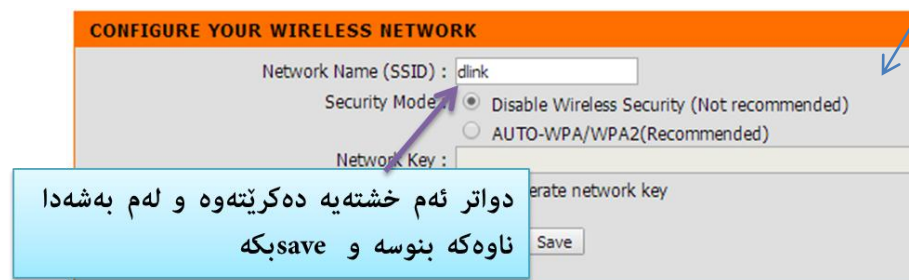 CONFIGURE YOUR WIRELESS NETWORK
Network Name (SSID) : dlink
Security Mode : Disable Wireless Security (Not recommended)
AUTO-WPA/WPA2(Recommended)
Network Key :
erate network key
Save
دواتر ئەم خشتەیە دەکرێتەوە و لەم بەشەدا
ناوەکە بنوسە و saveبکە